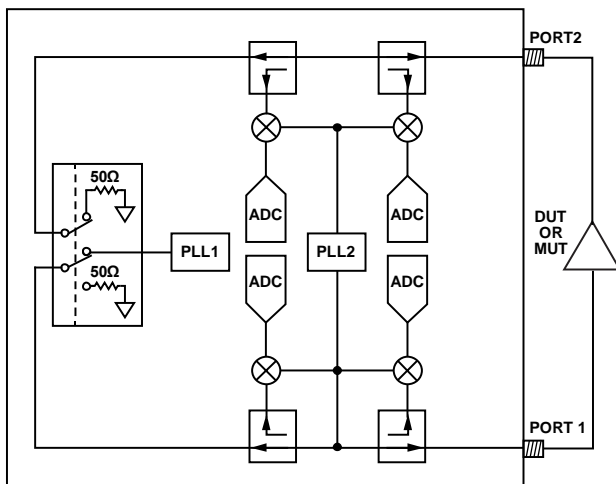 PORT2
50Ω
ADC
ADC
DUT
OR
MUT
PLL1
PLL2
50Ω
ADC
ADC
PORT 1